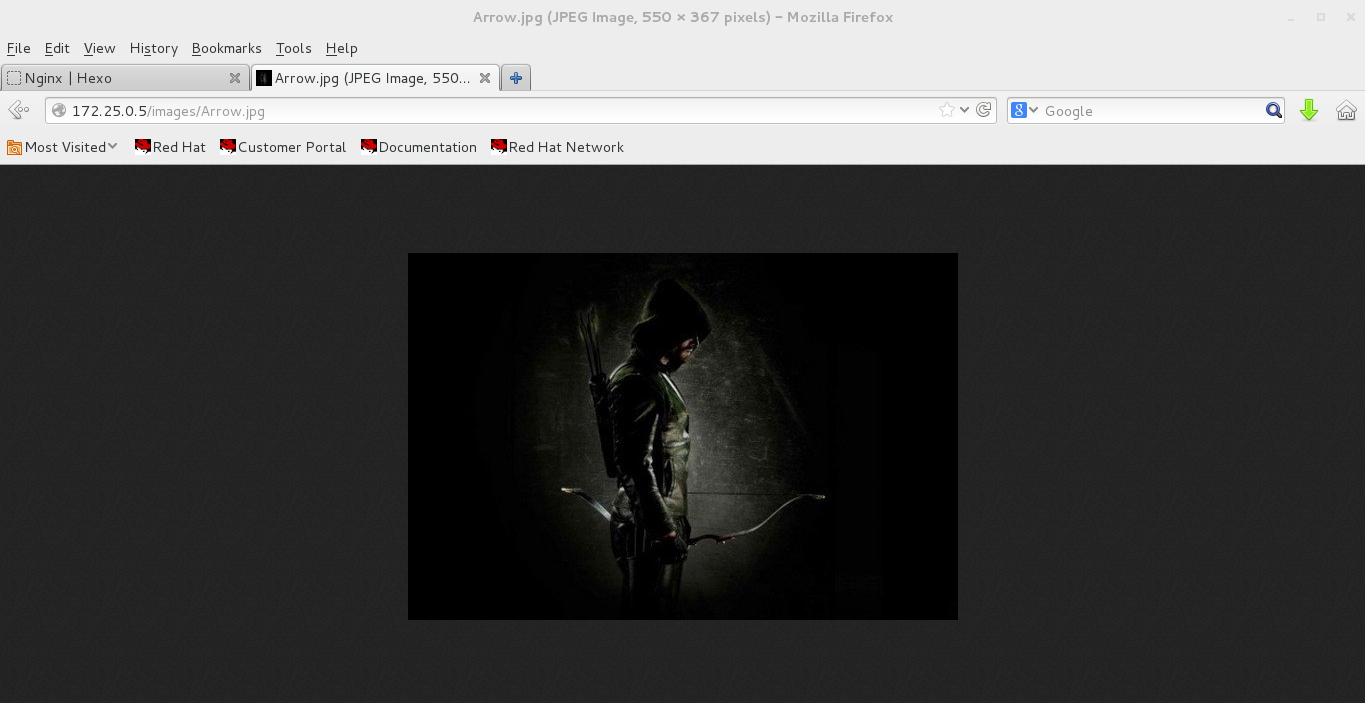 Arrow.jpg (JPEG Image, 550 × 367 pixels) - Mozilla Firefox
File Edit View History Bookmarks Tools Help
Nginx | Hexo Arrow.jpg (JPEG Image, 550...
172.25.0.5/images/Arrow.jpg Google
Most Visited Red Hat Customer Portal Documentation Red Hat Network